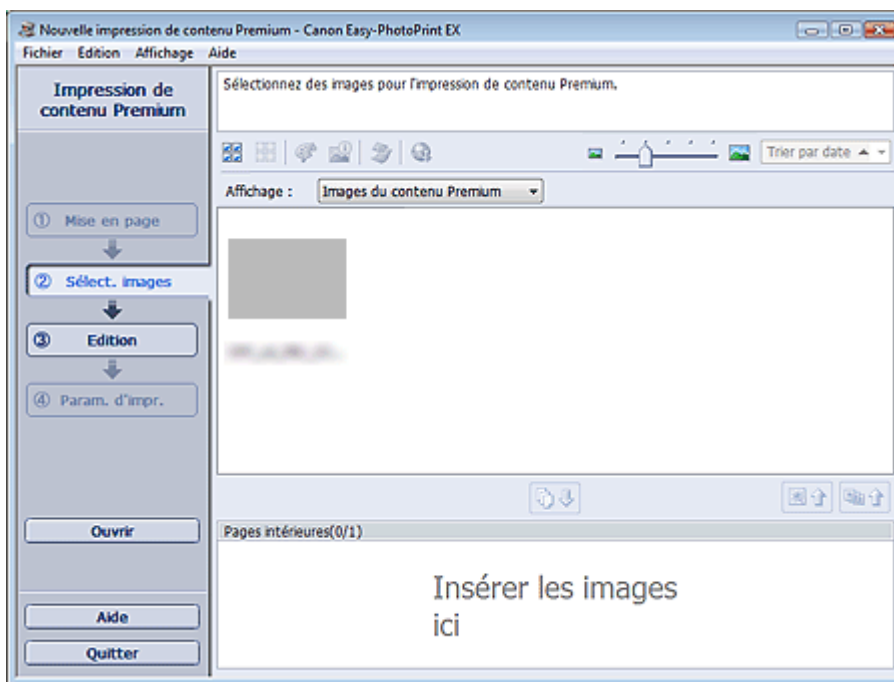 Nouvelle impression de contenu Premium - Canon Easy-PhotoPrint EX
Fichier Edition Affichage Aide
Impression de
contenu Premium
Sélectionnez des images pour l'impression de contenu Premium.
Trier par date
Affichage : Images du contenu Premium
① Mise en page
② Sélect. images
③ Edition
④ Param. d'impr.
Ouvrir
Pages intérieures(0/1)
Insérer les images
ici
Aide
Quitter